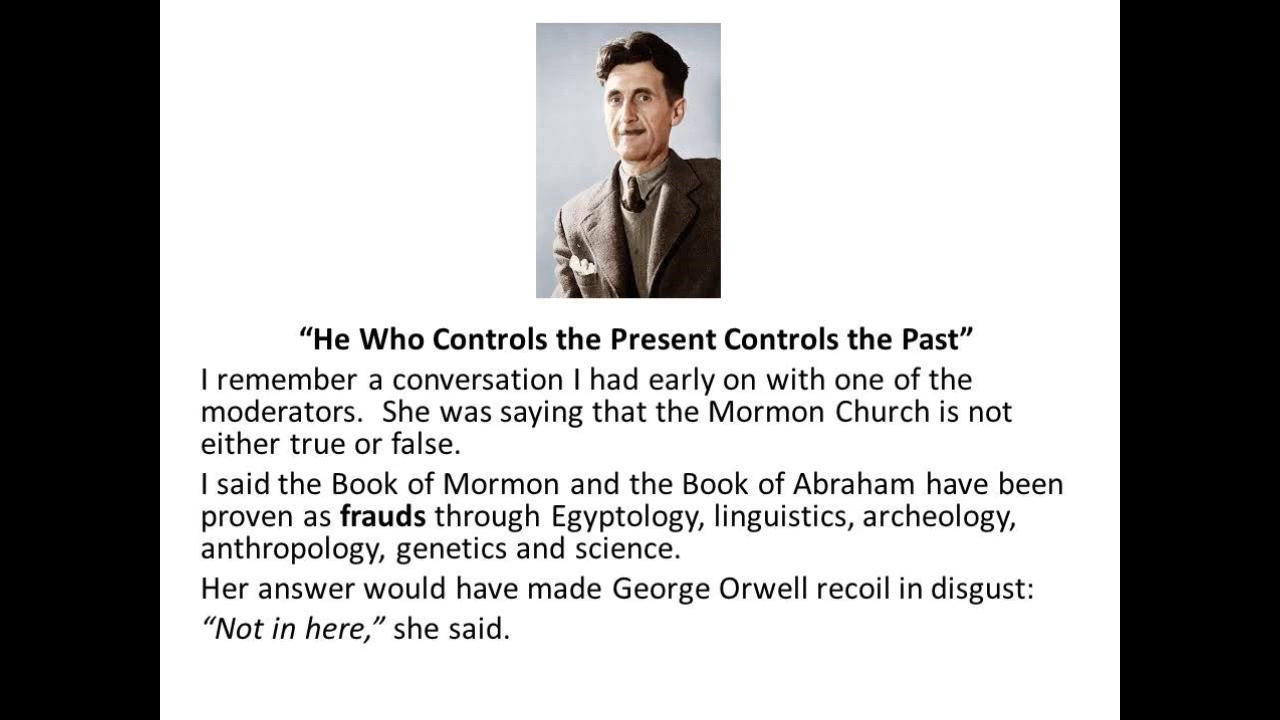 “He Who Controls the Present Controls the Past”
I remember a conversation I had early on with one of the
moderators.  She was saying that the Mormon Church is not
either true or false.
I said the Book of Mormon and the Book of Abraham have been
proven as frauds through Egyptology, linguistics, archeology,
anthropology, genetics and science.
Her answer would have made George Orwell recoil in disgust:
“Not in here,” she said.